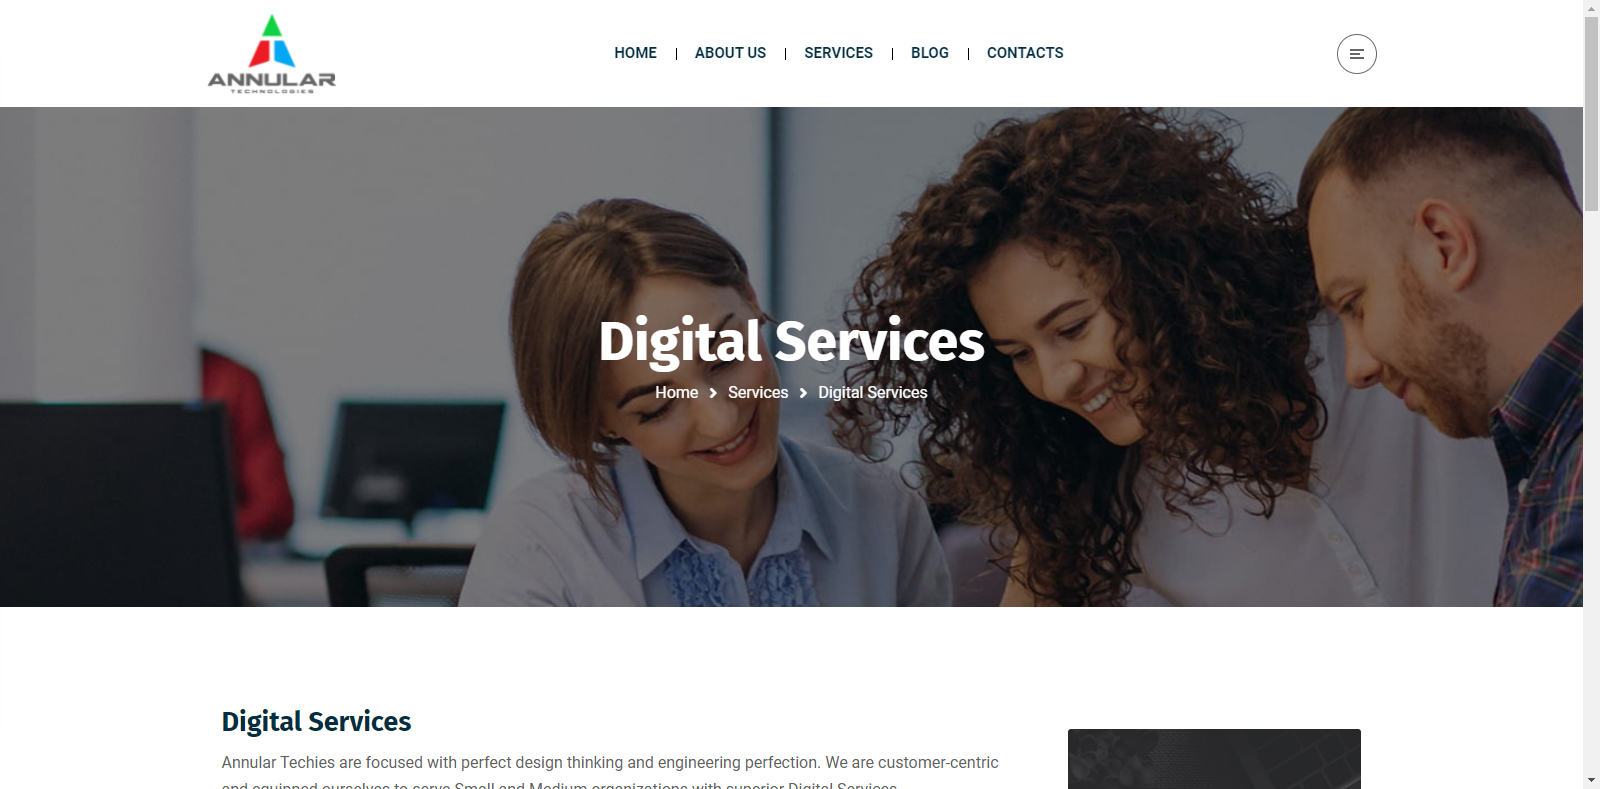 ANNULAR
TECHNOLOGIES
HOME
ABOUT US
SERVICES
BLOG
CONTACTS
Digital Services
Home
Services
Digital Services
Digital Services
Annular Techies are focused with perfect design thinking and engineering perfection. We are customer-centric
and equipped ourselves to serve Small and Medium organizations with superior Digital Services